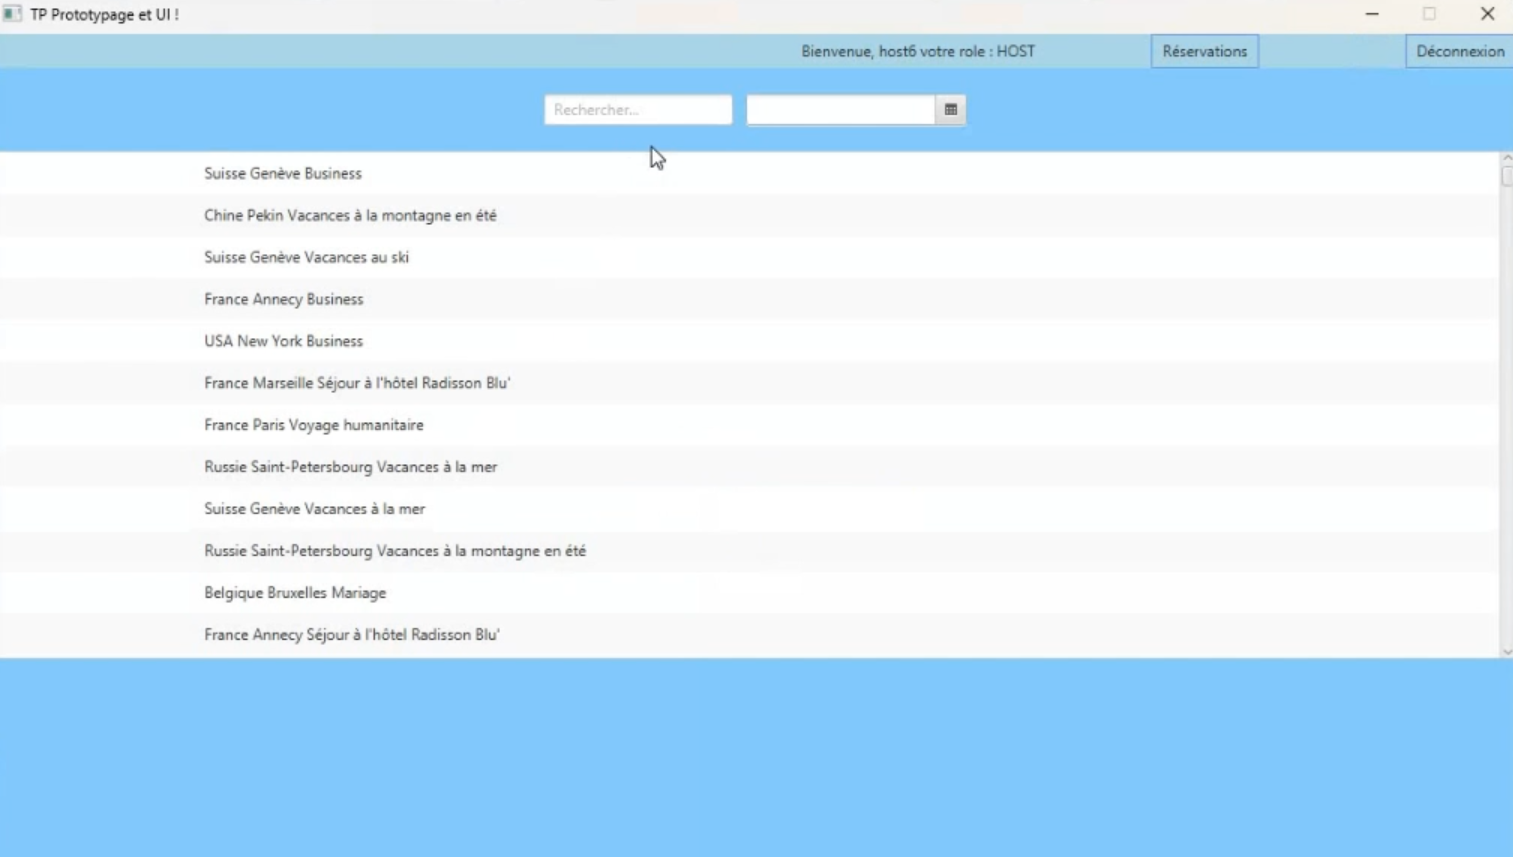 TP Prototypage et UI !
Bienvenue, host6 votre role : HOST
Réservations
Déconnexion
Rechercher...
Suisse Genève Business
Chine Pekin Vacances à la montagne en été
Suisse Genève Vacances au ski
France Annecy Business
USA New York Business
France Marseille Séjour à l'hôtel Radisson Blu'
France Paris Voyage humanitaire
Russie Saint-Petersbourg Vacances à la mer
Suisse Genève Vacances à la mer
Russie Saint-Petersbourg Vacances à la montagne en été
Belgique Bruxelles Mariage
France Annecy Séjour à l'hôtel Radisson Blu'